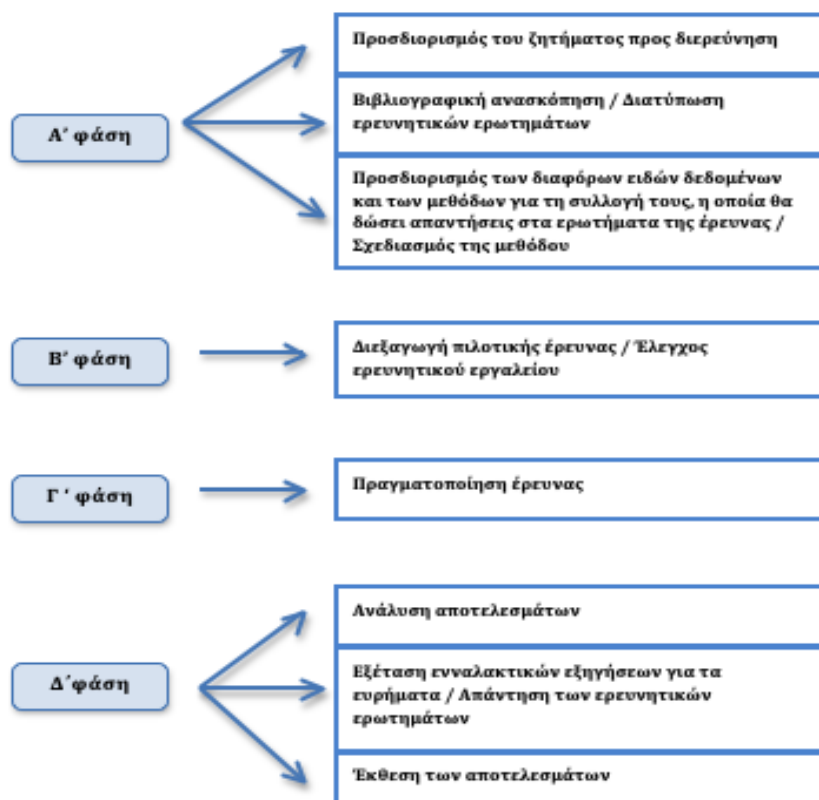 Α' φάση
Προσδιορισμός του ζητήματος προς διερεύνηση
Βιβλιογραφική ανασκόπηση / Διατύπωση
ερευνητικών ερωτημάτων
Προσδιορισμός των διαφόρων ειδών δεδομένων
και των μεθόδων για τη συλλογή τους, η οποία θα
δώσει απαντήσεις στα ερωτήματα της έρευνας /
Σχεδιασμός της μεθόδου
Β' φάση
Διεξαγωγή πιλοτικής έρευνας / Έλεγχος
ερευνητικού εργαλείου
Γ ' φάση
Πραγματοποίηση έρευνας
Δ΄φάση
Ανάλυση αποτελεσμάτων
Εξέταση ενναλακτικών εξηγήσεων για τα
ευρήματα / Απάντηση των ερευνητικών
ερωτημάτων
Έκθεση των αποτελεσμάτων